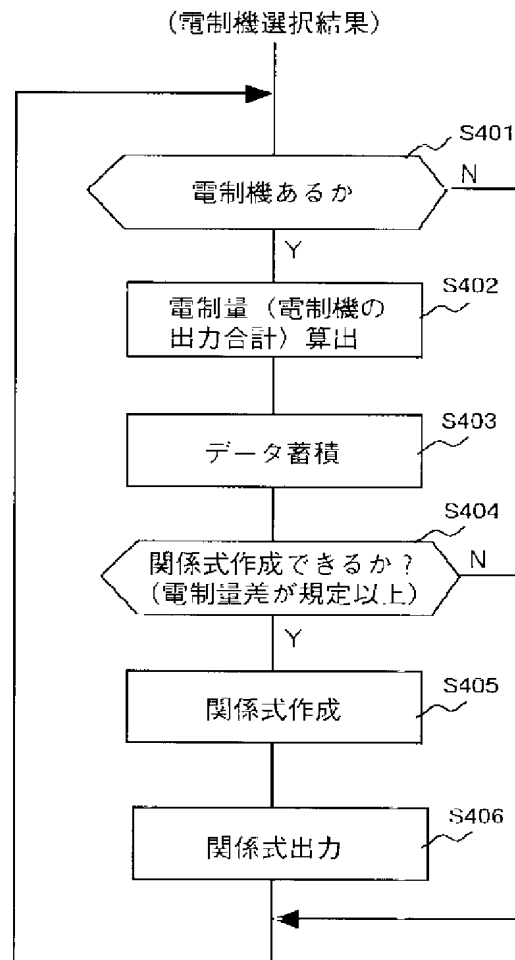 (電制機選択結果)
S401
電制機あるか
N
Y
S402
電制量(電制機の
出力合計)算出
S403
データ蓄積
S404
関係式作成できるか?
(電制量差が規定以上)
N
Y
S405
関係式作成
S406
関係式出力